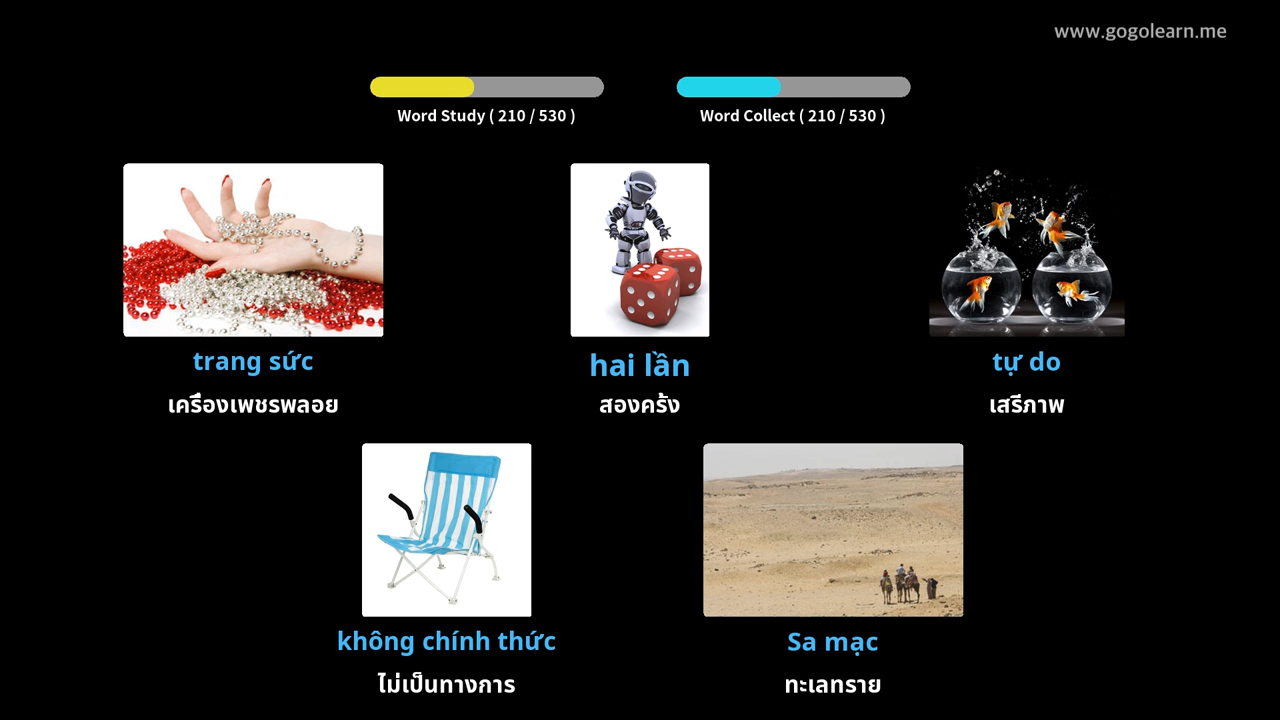 www.gogolearn.me
Word Study ( 210 / 530 )
Word Collect ( 210 / 530 )
trang sức
hai lần
tự do
เครื่องเพชรพลอย
สองครั้ง
เสรีภาพ
không chính thức
Sa mạc
ไม่เป็นทางการ
ทะเลทราย